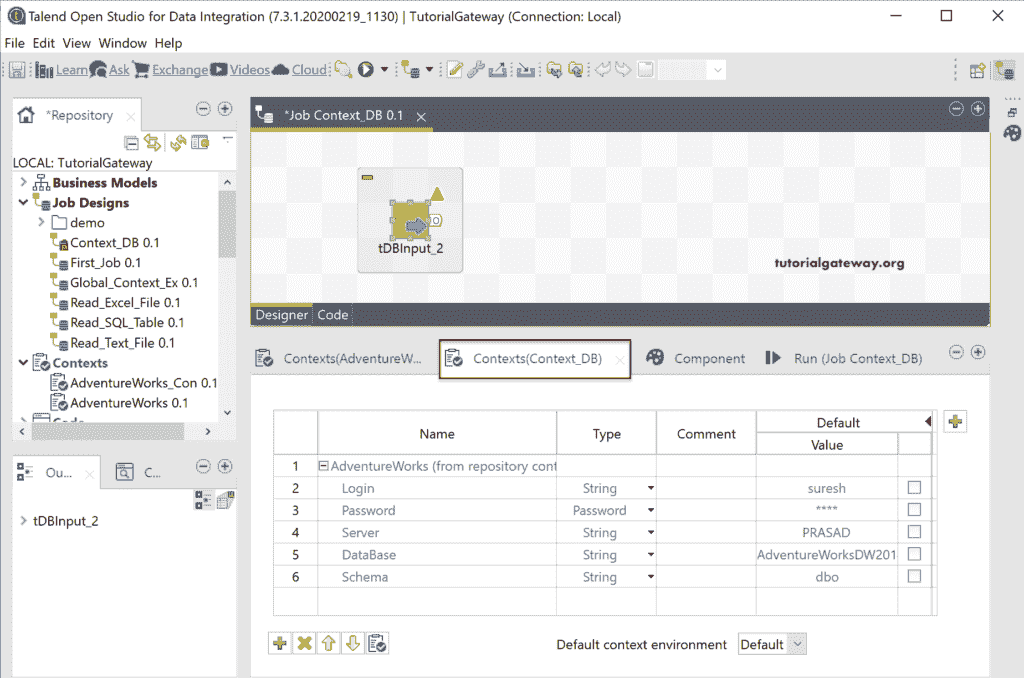 Talend Open Studio for Data Integration (7.3.1.20200219_1130) | TutorialGateway (Connection: Local)
File Edit View Window Help
Learn Ask Exchange Videos Cloud
*Repository
LOCAL: TutorialGateway
Business Models
Job Designs
demo
Context_DB 0.1
First_Job 0.1
Global_Context_Ex 0.1
Read_Excel_File 0.1
Read_SQL_Table 0.1
Read_Text_File 0.1
Contexts
AdventureWorks_Con 0.1
AdventureWorks 0.1
Ou... C...
tDBInput_2
*Job Context_DB 0.1
tDBInput_2
tutorialgateway.org
Designer Code
Contexts(AdventureW... Contexts(Context_DB) Component Run (Job Context_DB)
Name Type Comment Default
Value
1 AdventureWorks (from repository cont
2 Login String suresh
3 Password Password ****
4 Server String PRASAD
5 DataBase String AdventureWorksDW201
6 Schema String dbo
Default context environment Default